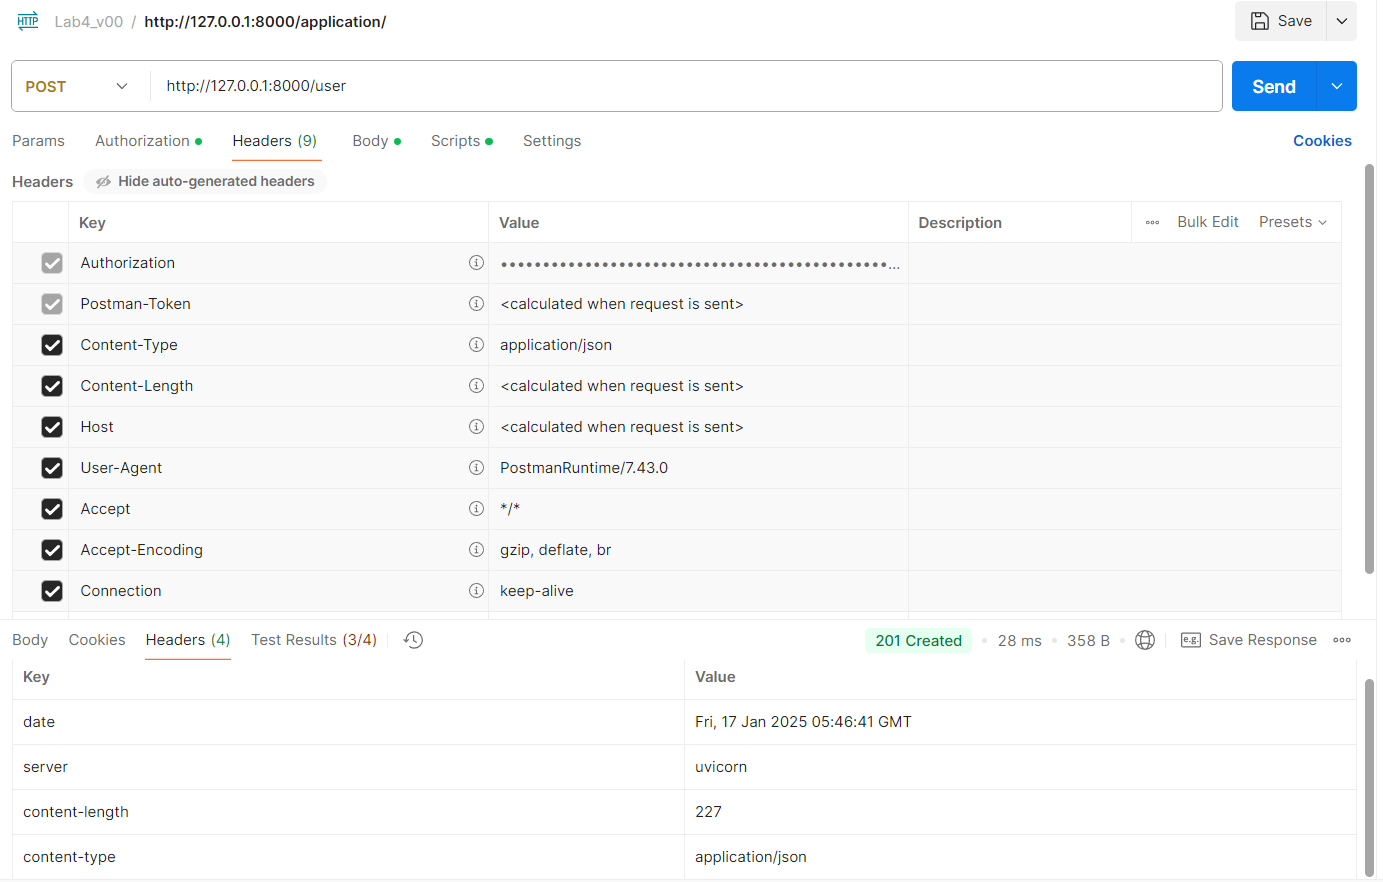 HTTP Lab4_v00 / http://127.0.0.1:8000/application/ Save
POST http://127.0.0.1:8000/user Send
Params Authorization Headers (9) Body Scripts Settings Cookies
Headers Hide auto-generated headers
Key Value Description Bulk Edit Presets
Authorization ••••••••••••••••••••••••••••••••••••••••••••••••...
Postman-Token <calculated when request is sent>
Content-Type application/json
Content-Length <calculated when request is sent>
Host <calculated when request is sent>
User-Agent PostmanRuntime/7.43.0
Accept */*
Accept-Encoding gzip, deflate, br
Connection keep-alive
Body Cookies Headers (4) Test Results (3/4) 201 Created • 28 ms • 358 B • e.g. Save Response
Key Value
date Fri, 17 Jan 2025 05:46:41 GMT
server uvicorn
content-length 227
content-type application/json